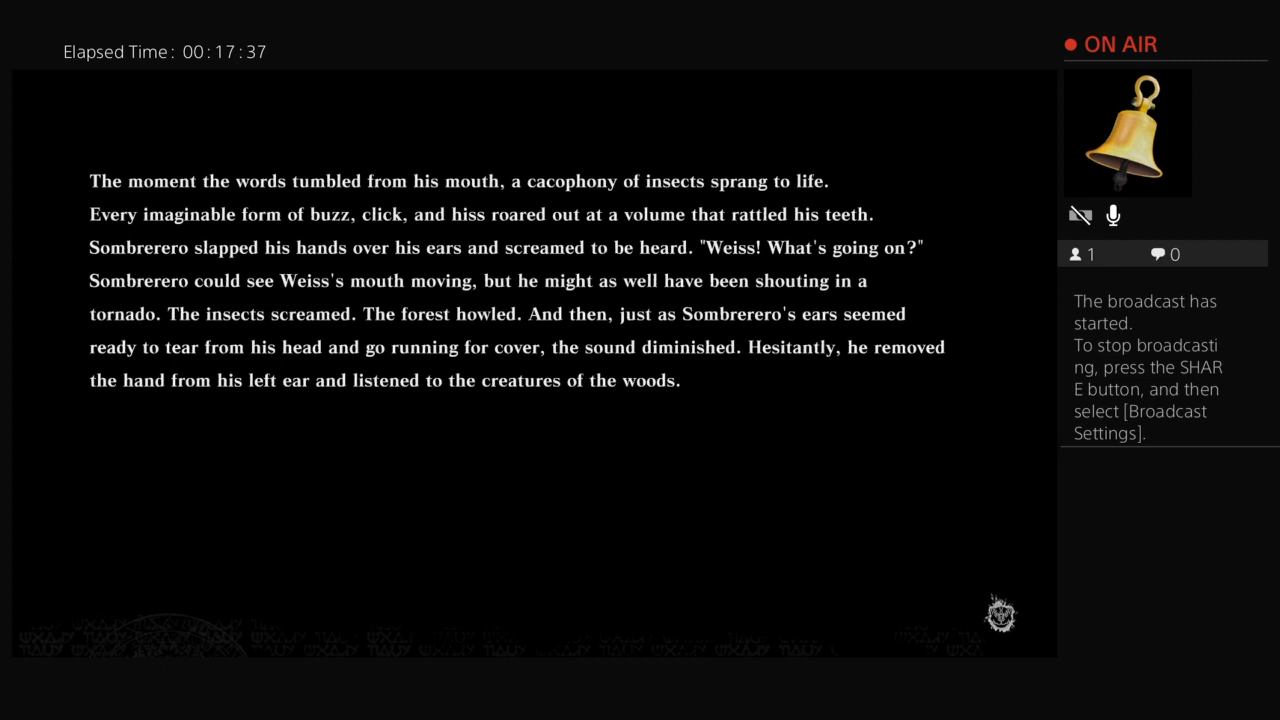 Elapsed Time: 00:17:37
ON AIR
The moment the words tumbled from his mouth, a cacophony of insects sprang to life.
Every imaginable form of buzz, click, and hiss roared out at a volume that rattled his teeth.
Sombrerero slapped his hands over his ears and screamed to be heard. "Weiss! What's going on?"
Sombrerero could see Weiss's mouth moving, but he might as well have been shouting in a
tornado. The insects screamed. The forest howled. And then, just as Sombrerero's ears seemed
ready to tear from his head and go running for cover, the sound diminished. Hesitantly, he removed
the hand from his left ear and listened to the creatures of the woods.
1
0
The broadcast has
started.
To stop broadcasti
ng, press the SHAR
E button, and then
select [Broadcast
Settings].